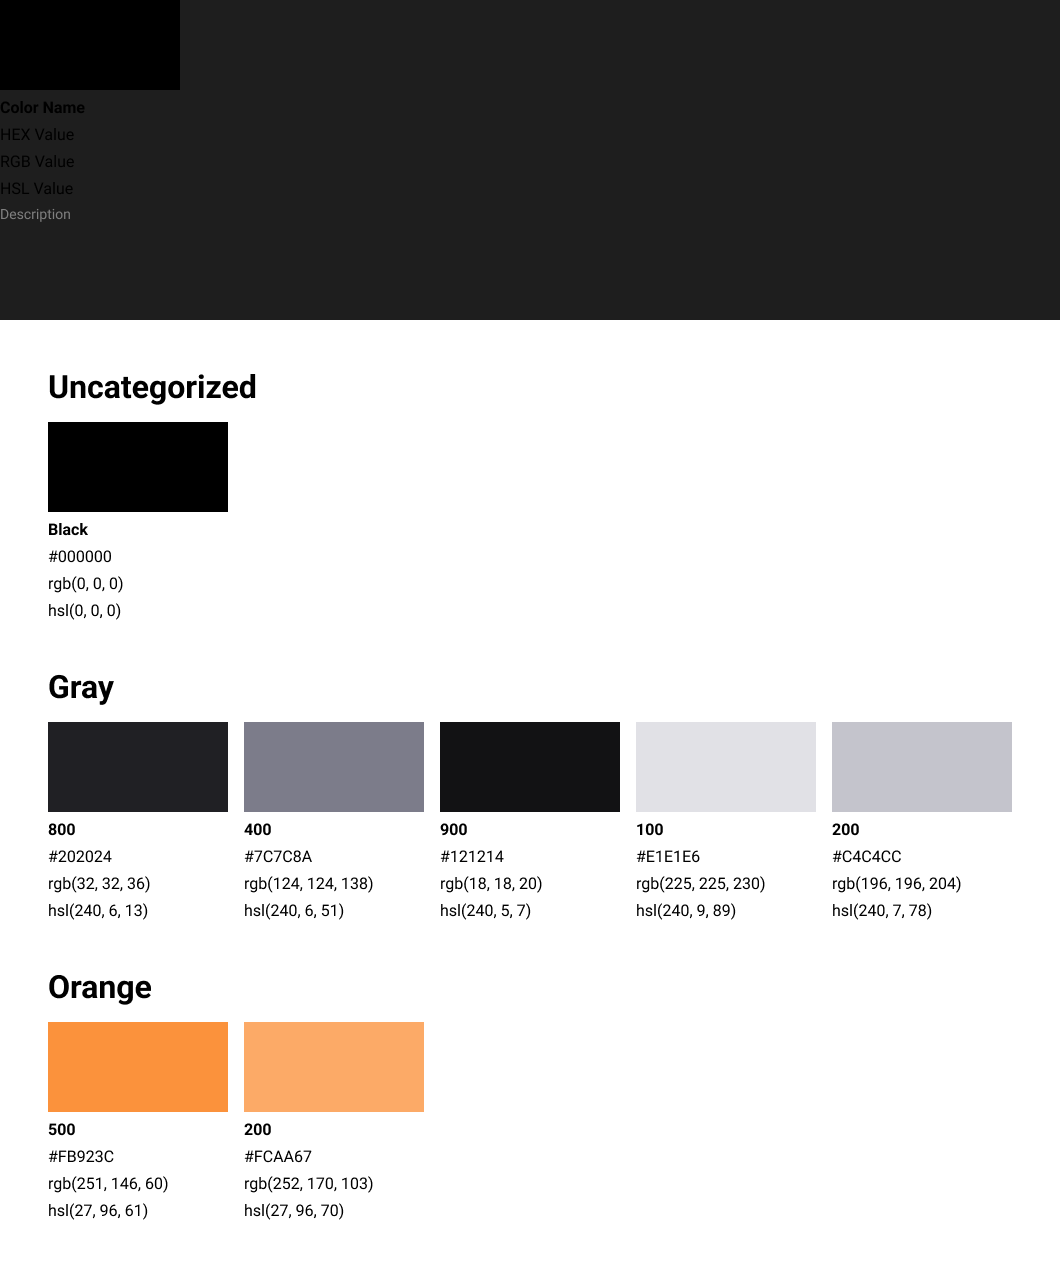 Color Name
HEX Value
RGB Value
HSL Value
Description
Uncategorized
Black
#000000
rgb(0, 0, 0)
hsl(0, 0, 0)
Gray
800
#202024
rgb(32, 32, 36)
hsl(240, 6, 13)
400
#7C7C8A
rgb(124, 124, 138)
hsl(240, 6, 51)
900
#121214
rgb(18, 18, 20)
hsl(240, 5, 7)
100
#E1E1E6
rgb(225, 225, 230)
hsl(240, 9, 89)
200
#C4C4CC
rgb(196, 196, 204)
hsl(240, 7, 78)
Orange
500
#FB923C
rgb(251, 146, 60)
hsl(27, 96, 61)
200
#FCAA67
rgb(252, 170, 103)
hsl(27, 96, 70)